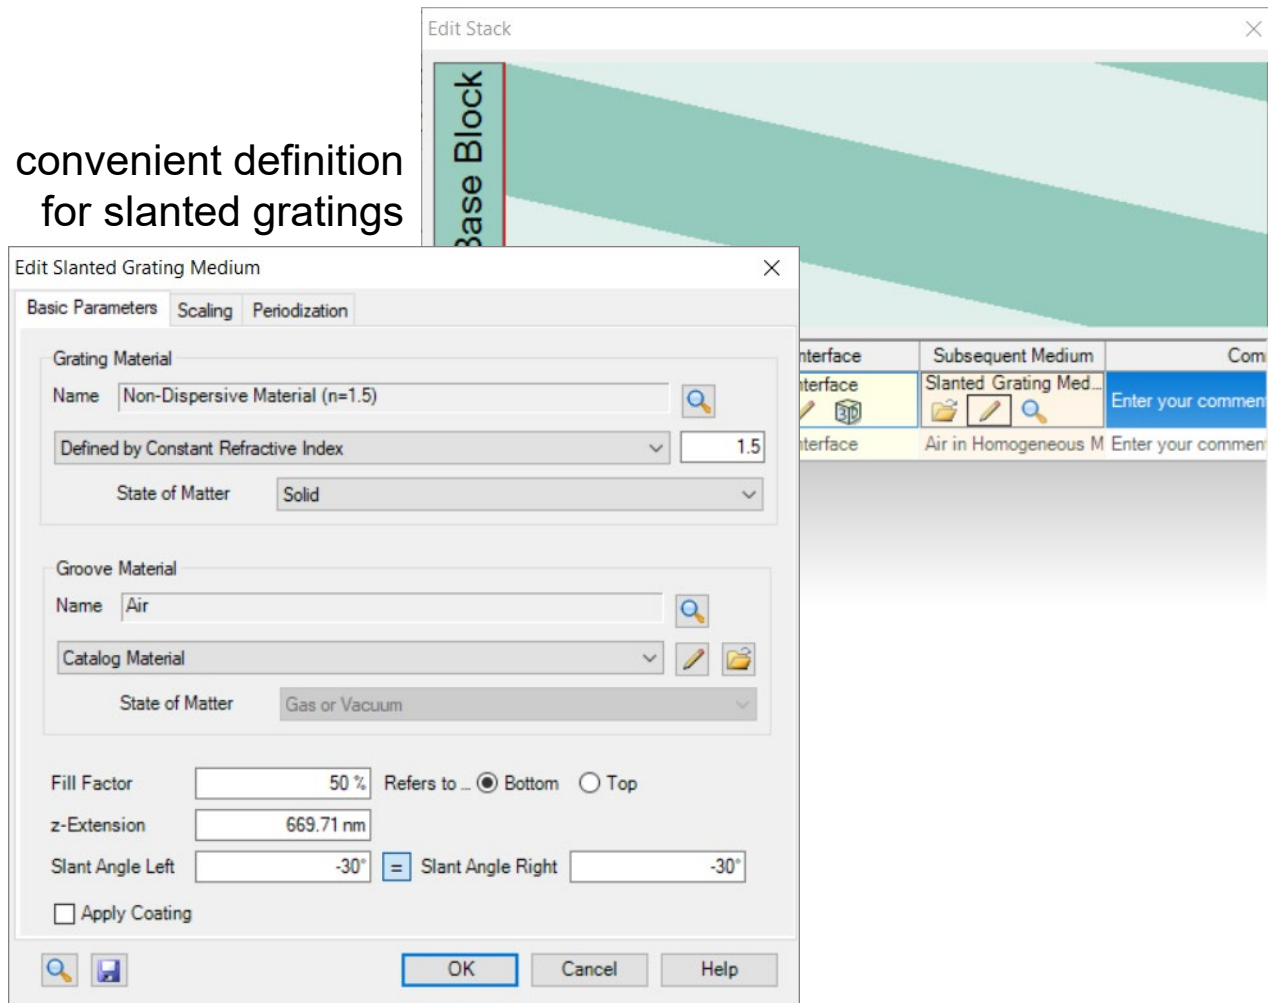 Edit Stack
Base Block
convenient definition
for slanted gratings
Edit Slanted Grating Medium
Basic Parameters Scaling Periodization
Grating Material
Name Non-Dispersive Material (n=1.5)
Defined by Constant Refractive Index 1.5
State of Matter Solid
Groove Material
Name Air
Catalog Material
State of Matter Gas or Vacuum
Fill Factor 50 % Refers to ... Bottom Top
z-Extension 669.71 nm
Slant Angle Left -30° = Slant Angle Right -30°
Apply Coating
OK Cancel Help
nterface Subsequent Medium Com
nterface Slanted Grating Med...
3D Enter your commen
nterface Air in Homogeneous M Enter your commen